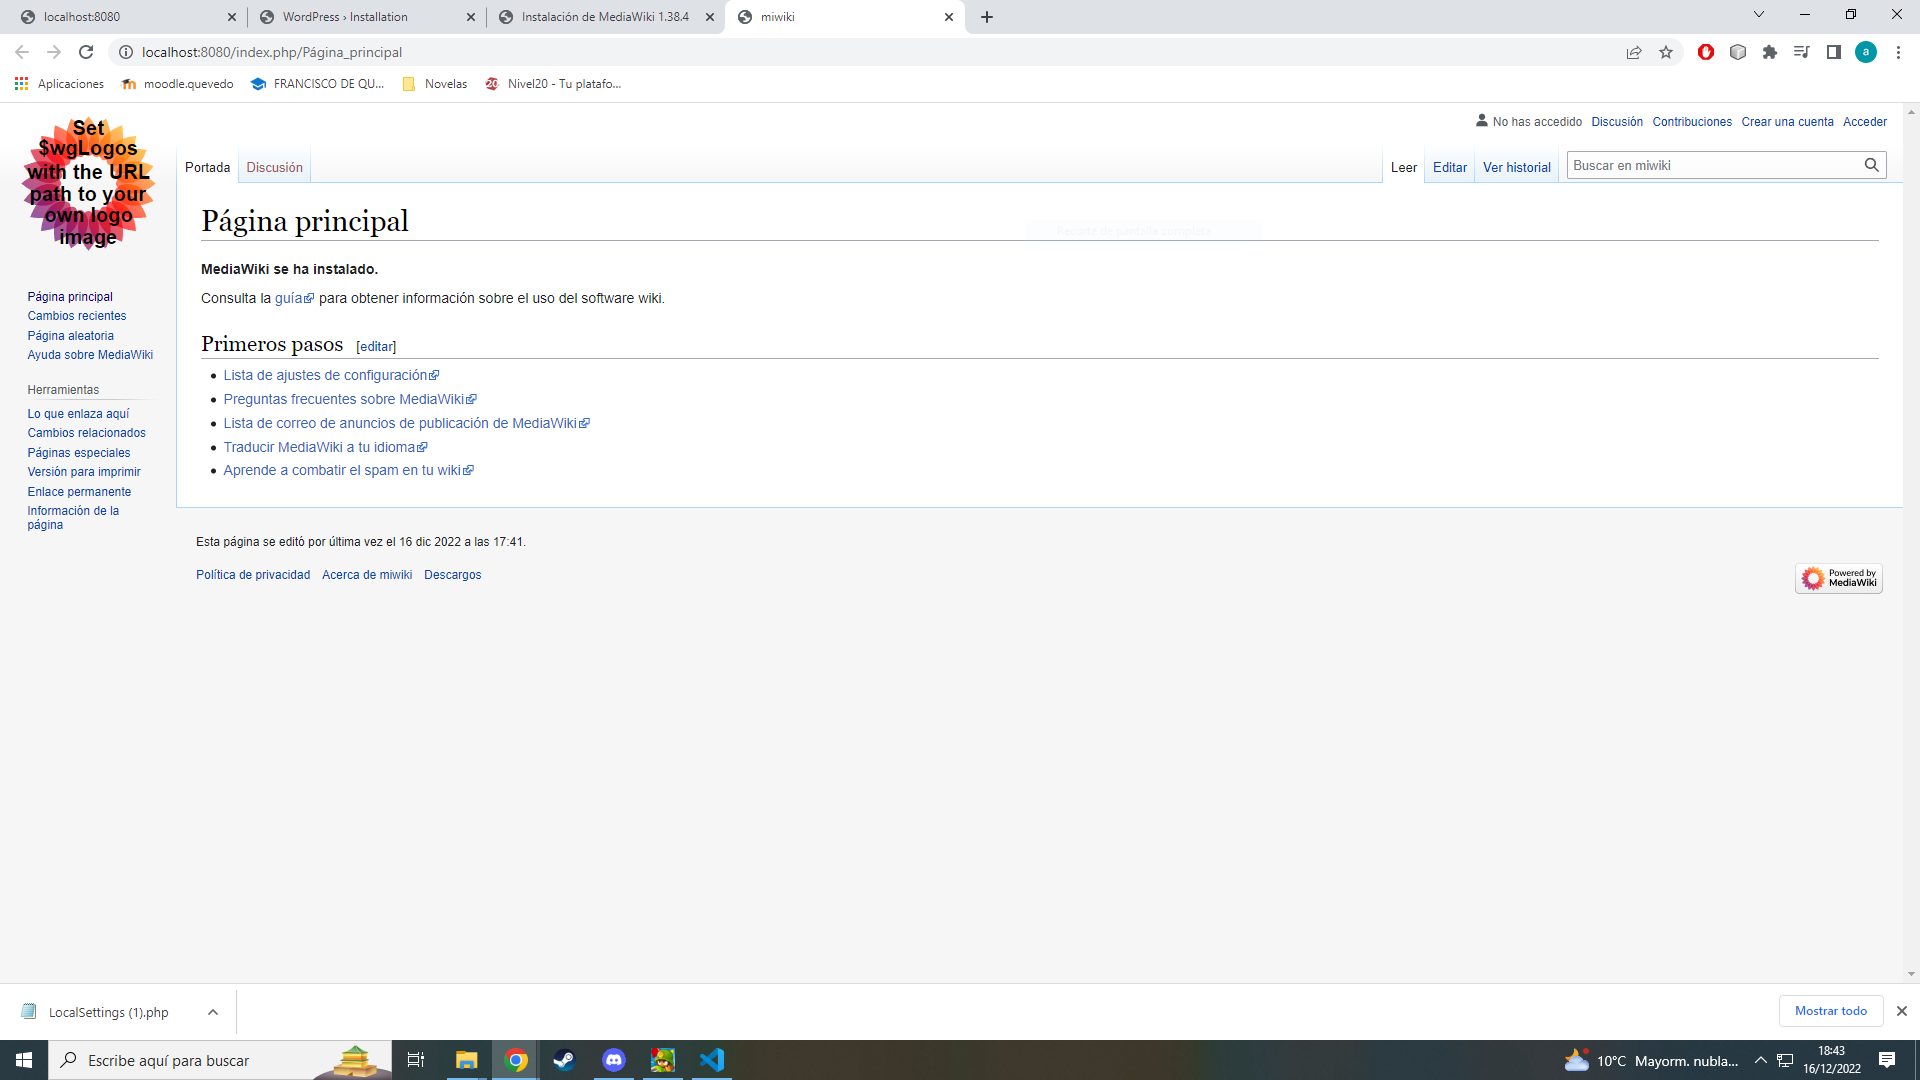 localhost:8080
WordPress › Installation
Instalación de MediaWiki 1.38.4
miwiki
localhost:8080/index.php/Página_principal
a
Aplicaciones
moodle.quevedo
FRANCISCO DE QU...
Novelas
20
Nivel20 - Tu platafo...
Set
$wgLogos
with the URL
path to your
own logo
image
No has accedido Discusión Contribuciones Crear una cuenta Acceder
Portada Discusión
Leer Editar Ver historial
Buscar en miwiki
Página principal
MediaWiki se ha instalado.
Consulta la guía para obtener información sobre el uso del software wiki.
Primeros pasos [editar]
Lista de ajustes de configuración
Preguntas frecuentes sobre MediaWiki
Lista de correo de anuncios de publicación de MediaWiki
Traducir MediaWiki a tu idioma
Aprende a combatir el spam en tu wiki
Página principal
Cambios recientes
Página aleatoria
Ayuda sobre MediaWiki
Herramientas
Lo que enlaza aquí
Cambios relacionados
Páginas especiales
Versión para imprimir
Enlace permanente
Información de la
página
Esta página se editó por última vez el 16 dic 2022 a las 17:41.
Política de privacidad Acerca de miwiki Descargos
Powered by
MediaWiki
LocalSettings (1).php
Mostrar todo
Escribe aquí para buscar
10°C Mayorm. nubla...
18:43
16/12/2022